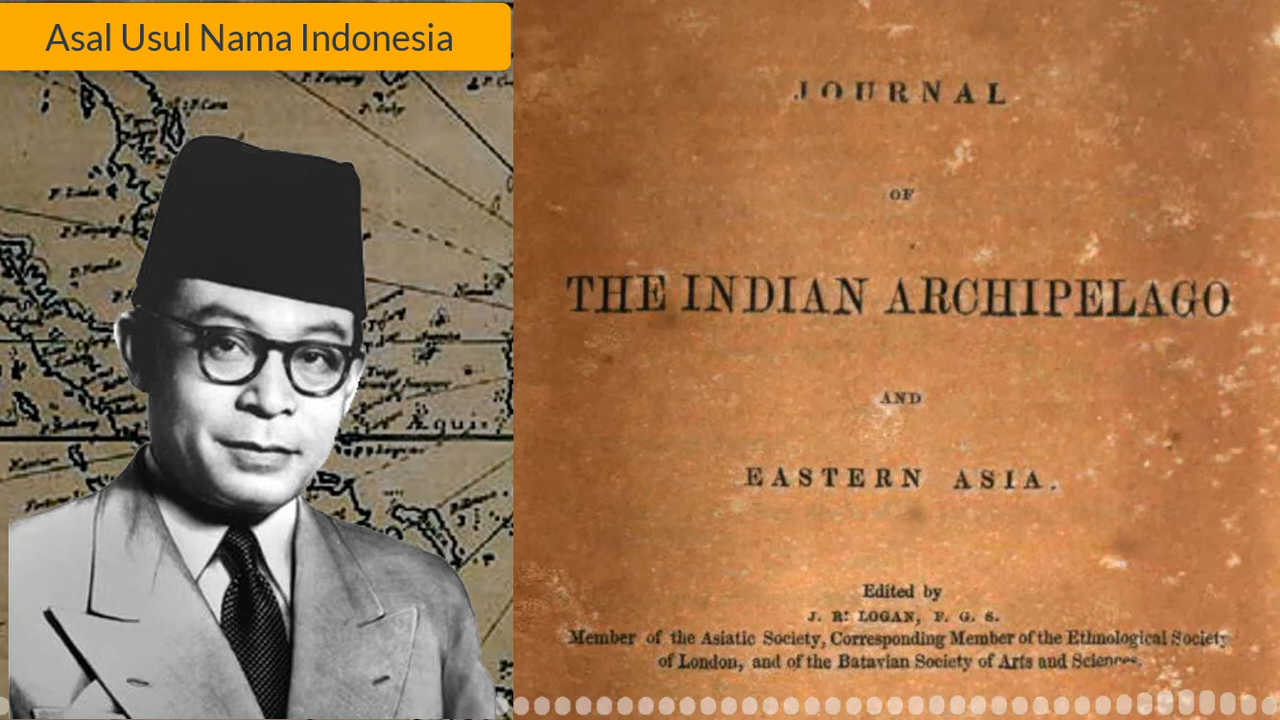 Asal Usul Nama Indonesia
JOURNAL
OF
THE INDIAN ARCHIPELAGO
AND
EASTERN ASIA.
Edited by
J. R. LOGAN, F. G. S.
Member of the Asiatic Society, Corresponding Member of the Ethnological Society
of London, and of the Batavian Society of Arts and Sciences.